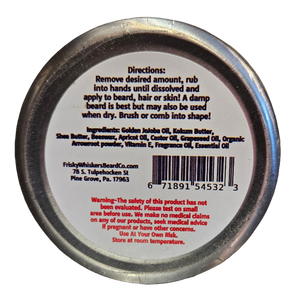 Directions:
Remove desired amount, rub
into hands until dissolved and
apply to beard, hair or skin! A damp
beard is best but may also be used
when dry. Brush or comb into shape!
Ingredients: Golden Jojoba Oil, Kokum Butter,
Shea Butter, Beeswax, Apricot Oil, Castor Oil, Grapeseed Oil, Organic
Arrowroot powder, Vitamin E, Fragrance Oil, Essential Oil
FriskyWhiskersBeardCo.com
78 S. Tulpehocken St
Pine Grove, Pa. 17963
6 71891 54532 3
Warning-The safety of this product has not
been evaluated. Please test on small
area before use. We make no medical claims
on any of our products, seek medical advice
if pregnant or have other concerns.
Use At Your Own Risk.
Store at room temperature.